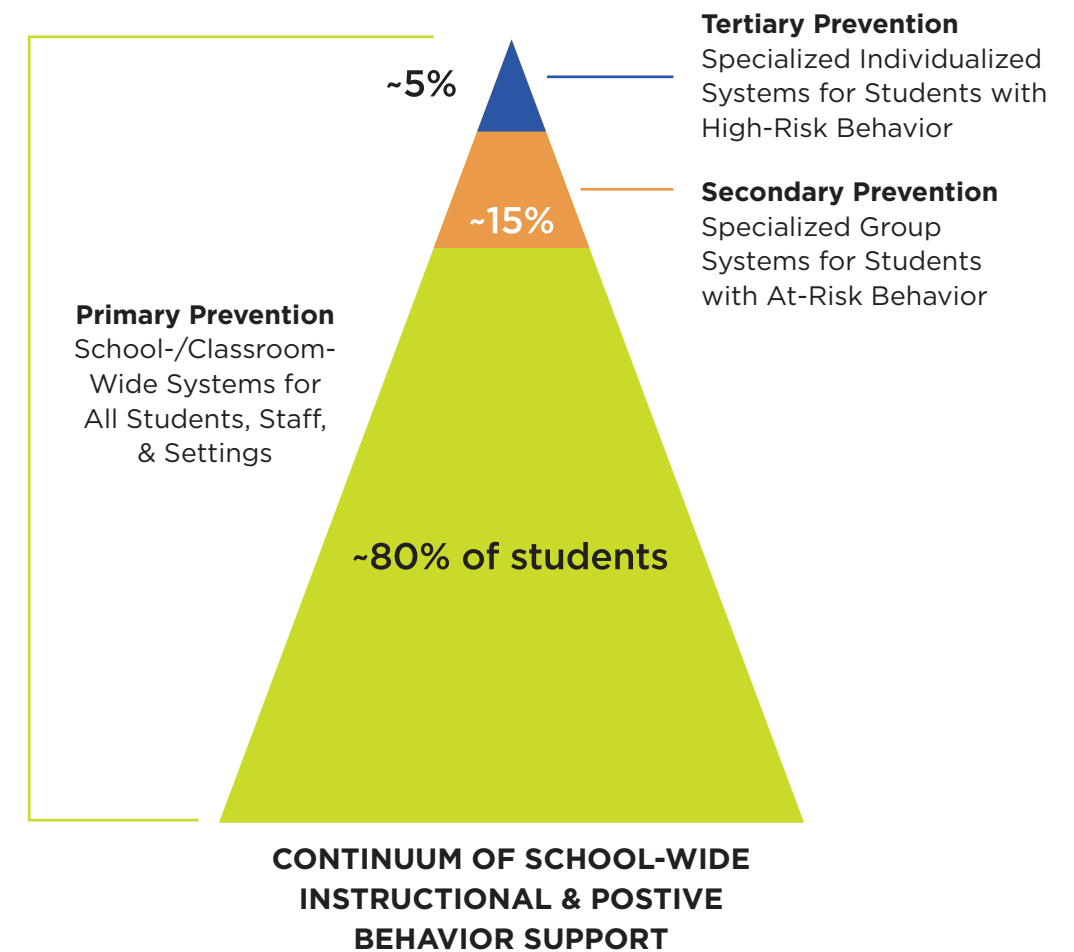 Tertiary Prevention
Specialized Individualized
Systems for Students with
High-Risk Behavior
~5%
Secondary Prevention
Specialized Group
Systems for Students
with At-Risk Behavior
~15%
Primary Prevention
School-/Classroom-
Wide Systems for
All Students, Staff,
& Settings
~80% of students
CONTINUUM OF SCHOOL-WIDE
INSTRUCTIONAL & POSTIVE
BEHAVIOR SUPPORT